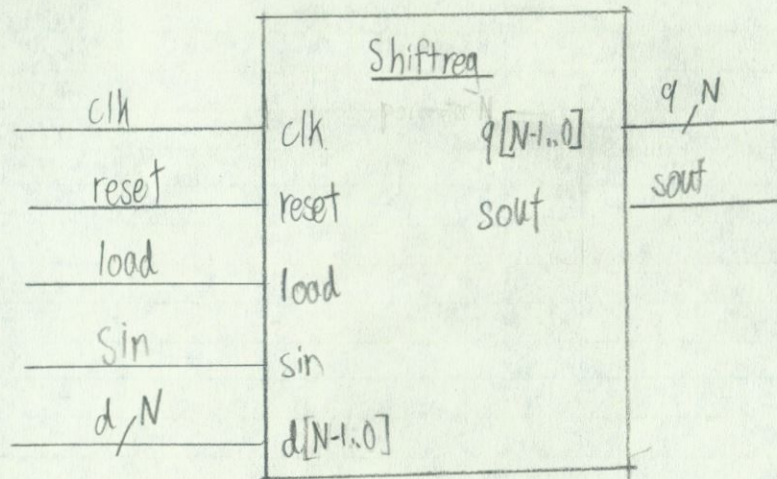 Shiftreg
clk
clk
q[N-1..0]
q/N
reset
reset
sout
sout
load
load
Sin
sin
d/N
d[N-1..0]